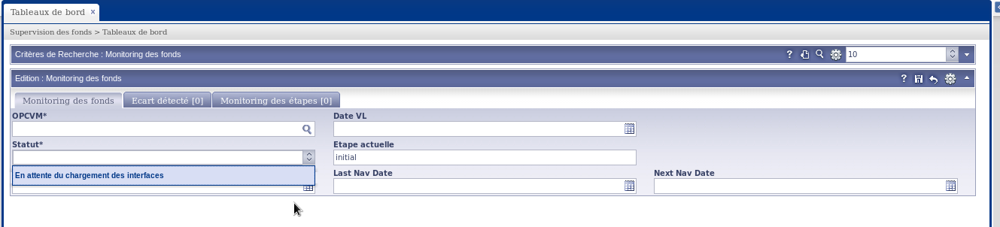 Tableaux de bord x
Supervision des fonds > Tableaux de bord
Critères de Recherche : Monitoring des fonds ? 10
Edition : Monitoring des fonds ?
Monitoring des fonds Ecart détecté [0] Monitoring des étapes [0]
OPCVM* Date VL
Statut* Etape actuelle
initial
En attente du chargement des interfaces
Last Nav Date Next Nav Date